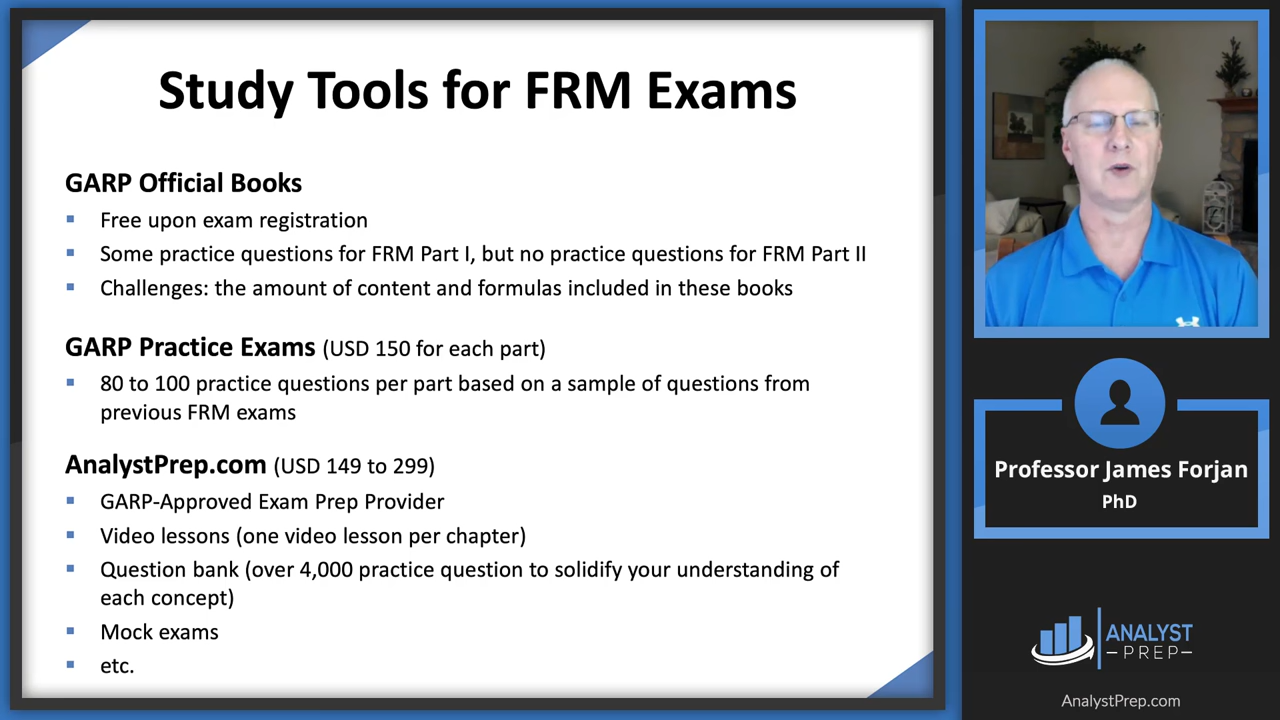 Study Tools for FRM Exams
GARP Official Books
Free upon exam registration
Some practice questions for FRM Part I, but no practice questions for FRM Part II
Challenges: the amount of content and formulas included in these books
GARP Practice Exams (USD 150 for each part)
80 to 100 practice questions per part based on a sample of questions from
previous FRM exams
AnalystPrep.com (USD 149 to 299)
GARP-Approved Exam Prep Provider
Video lessons (one video lesson per chapter)
Question bank (over 4,000 practice question to solidify your understanding of
each concept)
Mock exams
etc.
Professor James Forjan
PhD
ANALYST
PREP
AnalystPrep.com